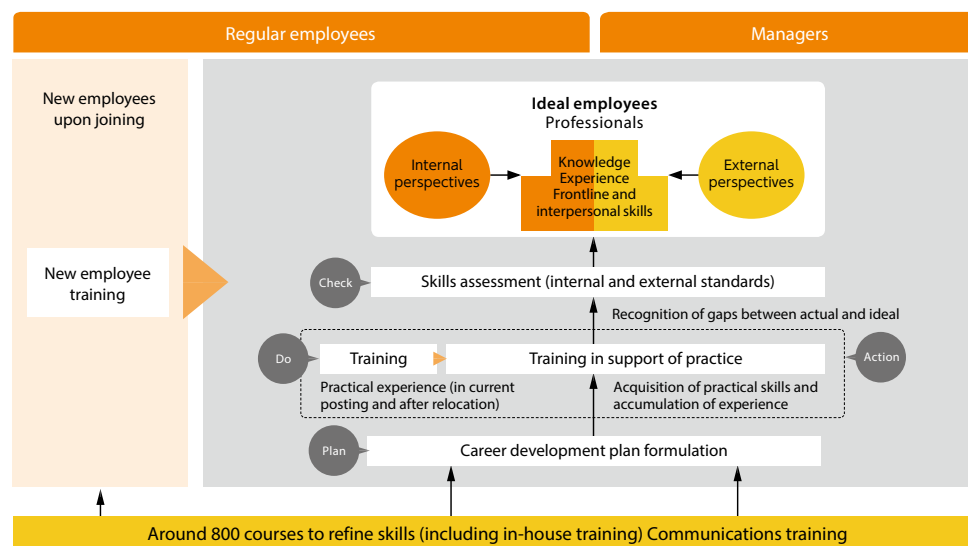 Regular employees
Managers
New employees
upon joining
New employee
training
Ideal employees
Professionals
Internal
perspectives
Knowledge
Experience
Frontline and
interpersonal skills
External
perspectives
Check
Skills assessment (internal and external standards)
Recognition of gaps between actual and ideal
Do
Training
Training in support of practice
Action
Practical experience (in current
posting and after relocation)
Acquisition of practical skills and
accumulation of experience
Plan
Career development plan formulation
Around 800 courses to refine skills (including in-house training) Communications training